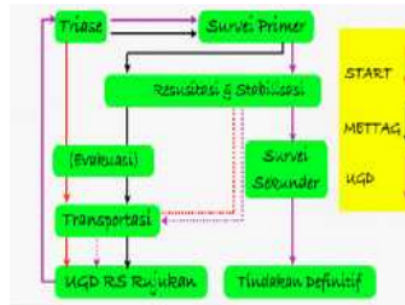 Triase
Survei Primer
Resusitasi & Stabilisasi
START
METTAG
UGD
(Evakuasi)
Survei
Sekunder
Transportasi
UGD RS Rujukan
Tindakan Definitif